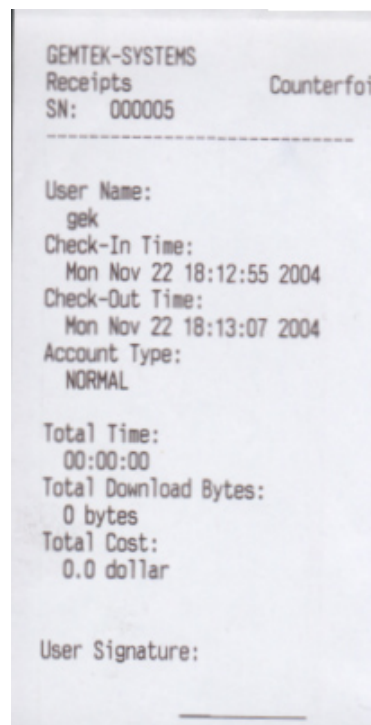 GEMTEK-SYSTEMS
Receipts Counterfoi
SN: 000005
------------------------------
User Name:
gek
Check-In Time:
Mon Nov 22 18:12:55 2004
Check-Out Time:
Mon Nov 22 18:13:07 2004
Account Type:
NORMAL
Total Time:
00:00:00
Total Download Bytes:
0 bytes
Total Cost:
0.0 dollar
User Signature: